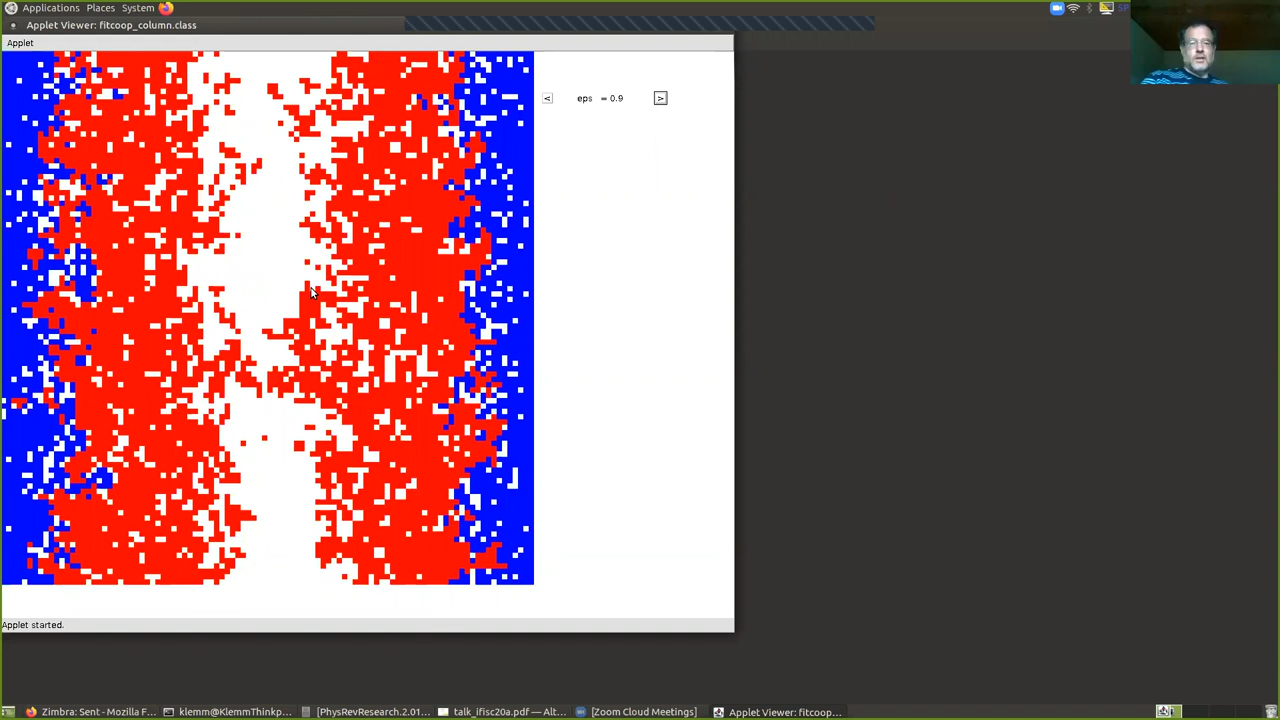 Applications Places System
SP
Applet Viewer: fitcoop_column.class
Applet
< eps = 0.9 >
Applet started.
Zimbra: Sent - Mozilla F... klemm@KlemmThinkp... [PhysRevResearch.2.01... talk_ifisc20a.pdf — Alt... [Zoom Cloud Meetings] Applet Viewer: fitcoop...